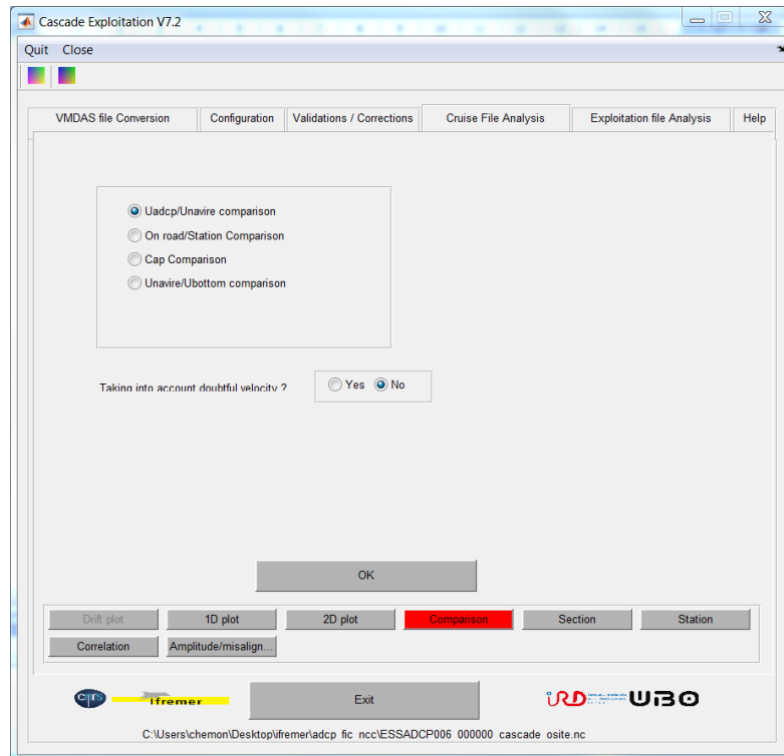 Cascade Exploitation V7.2
Quit Close
VMDAS file Conversion Configuration Validations / Corrections Cruise File Analysis Exploitation file Analysis Help
Uadcp/Unavire comparison
On road/Station Comparison
Cap Comparison
Unavire/Ubottom comparison
Taking into account doubtful velocity ? Yes No
OK
Drift plot 1D plot 2D plot Comparison Section Station
Correlation Amplitude/misalign...
cnrs Ifremer Exit IRD UBO
C:\Users\chemon\Desktop\ifremer\adcp_fic_ncc\ESSADCP006_000000_cascade_osite.nc